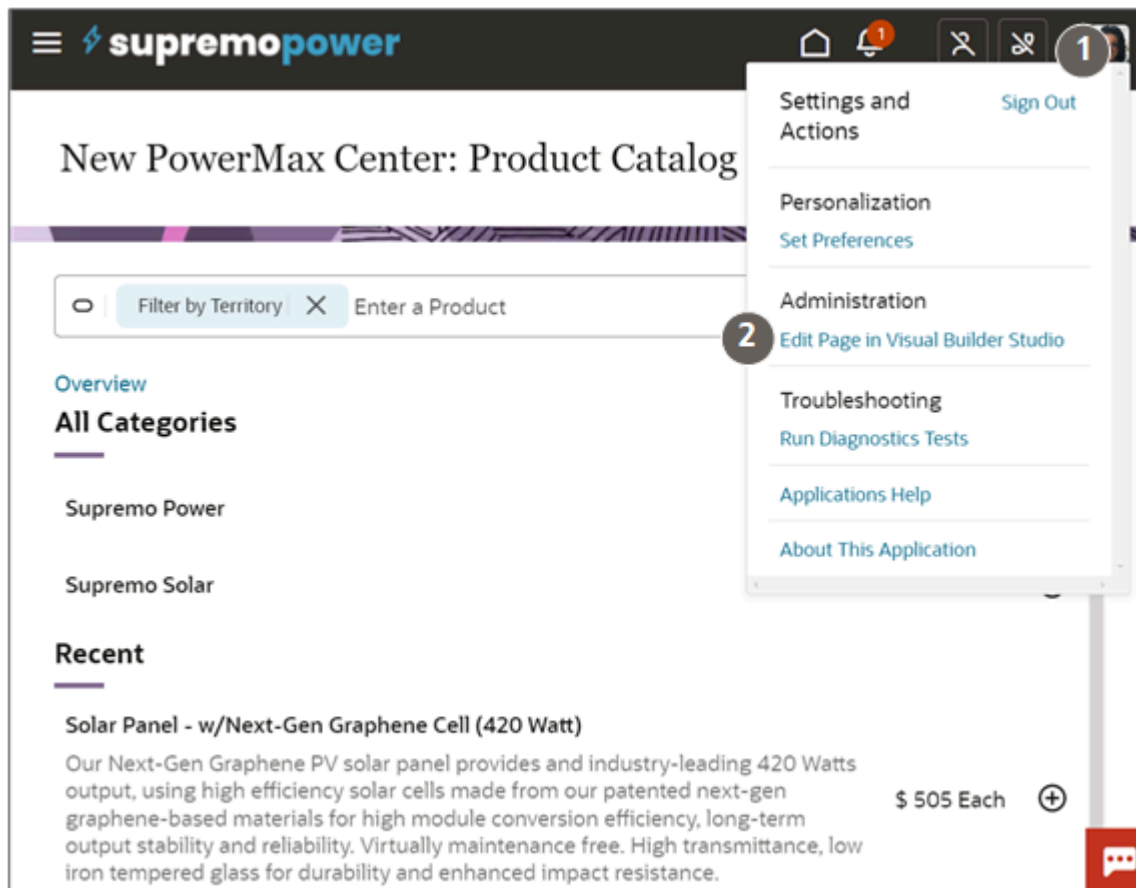 supremopower
1
1
Settings and
Actions
Sign Out
New PowerMax Center: Product Catalog
Personalization
Set Preferences
Filter by Territory
Enter a Product
Administration
2
Edit Page in Visual Builder Studio
Overview
All Categories
Troubleshooting
Run Diagnostics Tests
Applications Help
Supremo Power
About This Application
Supremo Solar
Recent
Solar Panel - w/Next-Gen Graphene Cell (420 Watt)
Our Next-Gen Graphene PV solar panel provides and industry-leading 420 Watts
output, using high efficiency solar cells made from our patented next-gen
graphene-based materials for high module conversion efficiency, long-term
output stability and reliability. Virtually maintenance free. High transmittance, low
iron tempered glass for durability and enhanced impact resistance.
$ 505 Each